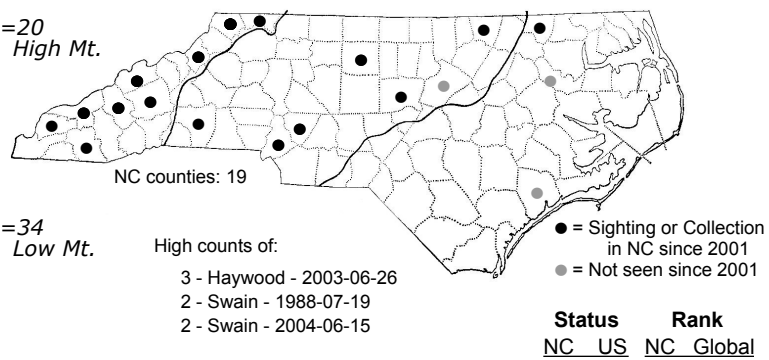 =20
High Mt.
NC counties: 19
=34
Low Mt.
High counts of:
3 - Haywood - 2003-06-26
2 - Swain - 1988-07-19
2 - Swain - 2004-06-15
● = Sighting or Collection
in NC since 2001
● = Not seen since 2001
Status Rank
NC US NC Global